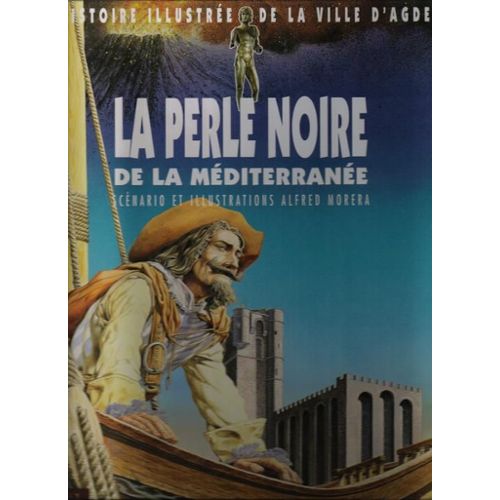 ISTOIRE ILLUSTRÉE DE LA VILLE D'AGDE
LA PERLE NOIRE
DE LA MÉDITERRANÉE
SCÉNARIO ET ILLUSTRATIONS ALFRED MORERA